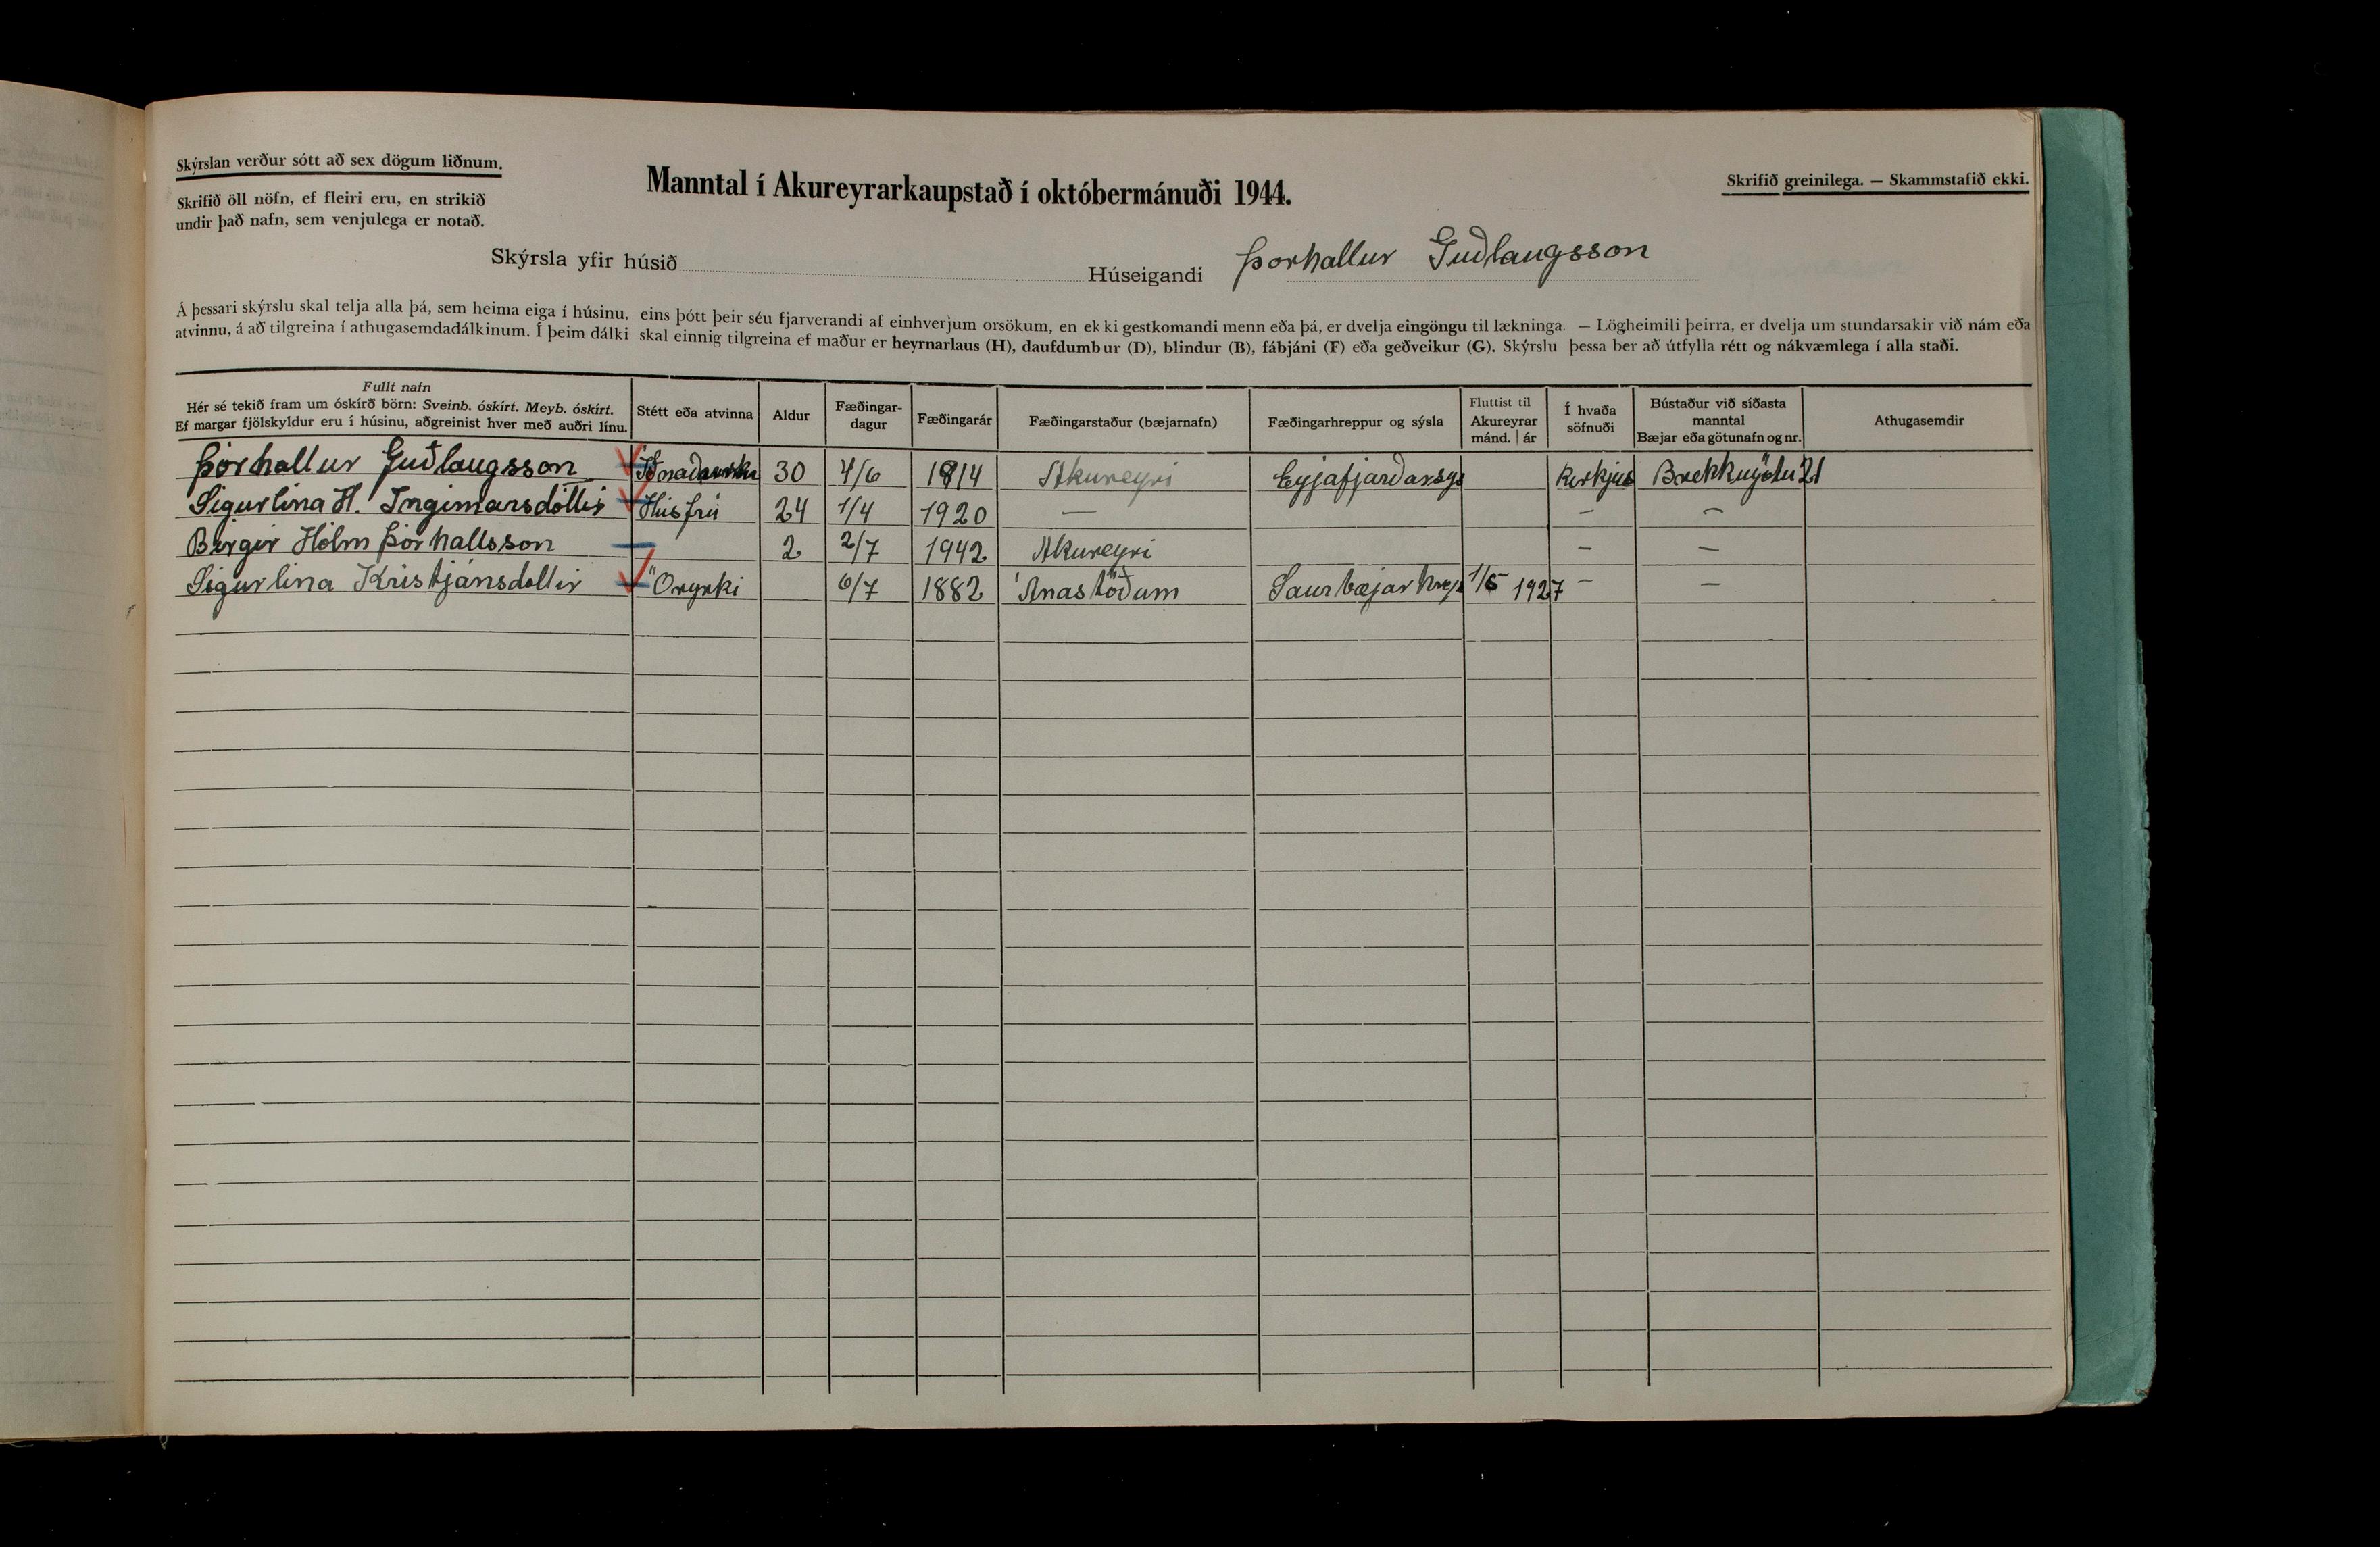 Skýrslan verður sótt að sex dögum liðnum.
Skrifið öll nöfn, ef fleiri eru, en strikið
undir það nafn, sem venjulega er notað.
Manntal í Akureyrarkaupstað í októbermánuði 1944.
Skrifið greinilega. — Skammstafið ekki.
Skýrsla yfir húsið Húseigandi Þorhallur Guðlaugsson
Á þessari skýrslu skal telja alla þá, sem heima eiga í húsinu, eins þótt þeir séu fjarverandi af einhverjum orsökum, en ekki gestkomandi menn eða þá, er dvelja eingöngu til lækninga. — Lögheimili þeirra, er dvelja um stundarsakir við nám eða
atvinnu, á að tilgreina í athugasemdadálkinum. Í þeim dálki skal einnig tilgreina ef maður er heyrnarlaus (H), daufdumbur (D), blindur (B), fábjáni (F) eða geðveikur (G). Skýrslu þessa ber að útfylla rétt og nákvæmlega í alla staði.
Fullt nafn
Hér sé tekið fram um óskírð börn: Sveinb. óskírt. Meyb. óskírt.
Ef margar fjölskyldur eru í húsinu, aðgreinist hver með auðri línu.
Stétt eða atvinna
Aldur
Fæðingar-
dagur
Fæðingarár
Fæðingarstaður (bæjarnafn)
Fæðingarhreppur og sýsla
Fluttist til
Akureyrar
mánd. | ár
Í hvaða
söfnuði
Bústaður við síðasta
manntal
Bæjar eða götunafn og nr.
Athugasemdir
Þórhallur Guðlaugsson 30 4/6 1914 Akureyri Eyjafjarðarsýs Kirkjus Brekkugötu 21
Sigurlína H. Ingimarsdóttir Húsfrú 24 1/4 1920 — — —
Birgir Hólm Þórhallsson 2 2/7 1942 Akureyri — —
Sigurlína Kristjánsdóttir Öryrki 6/7 1882 Ánastöðum Saurbæjarhrep 1/5 1927 — —